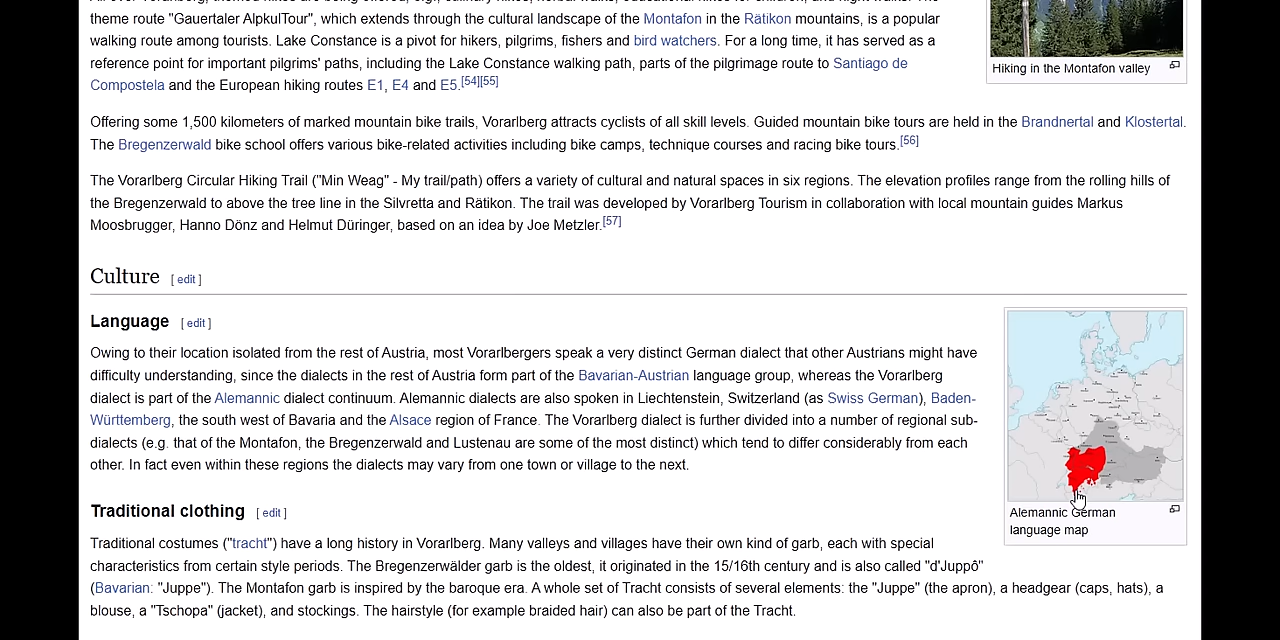 theme route "Gauertaler AlpkulTour", which extends through the cultural landscape of the Montafon in the Rätikon mountains, is a popular
walking route among tourists. Lake Constance is a pivot for hikers, pilgrims, fishers and bird watchers. For a long time, it has served as a
reference point for important pilgrims' paths, including the Lake Constance walking path, parts of the pilgrimage route to Santiago de
Compostela and the European hiking routes E1, E4 and E5.[54][55]
Hiking in the Montafon valley
Offering some 1,500 kilometers of marked mountain bike trails, Vorarlberg attracts cyclists of all skill levels. Guided mountain bike tours are held in the Brandnertal and Klostertal.
The Bregenzerwald bike school offers various bike-related activities including bike camps, technique courses and racing bike tours.[56]
The Vorarlberg Circular Hiking Trail ("Min Weag" - My trail/path) offers a variety of cultural and natural spaces in six regions. The elevation profiles range from the rolling hills of
the Bregenzerwald to above the tree line in the Silvretta and Rätikon. The trail was developed by Vorarlberg Tourism in collaboration with local mountain guides Markus
Moosbrugger, Hanno Dönz and Helmut Düringer, based on an idea by Joe Metzler.[57]
Culture [ edit ]
Language [ edit ]
Owing to their location isolated from the rest of Austria, most Vorarlbergers speak a very distinct German dialect that other Austrians might have
difficulty understanding, since the dialects in the rest of Austria form part of the Bavarian-Austrian language group, whereas the Vorarlberg
dialect is part of the Alemannic dialect continuum. Alemannic dialects are also spoken in Liechtenstein, Switzerland (as Swiss German), Baden-
Württemberg, the south west of Bavaria and the Alsace region of France. The Vorarlberg dialect is further divided into a number of regional sub-
dialects (e.g. that of the Montafon, the Bregenzerwald and Lustenau are some of the most distinct) which tend to differ considerably from each
other. In fact even within these regions the dialects may vary from one town or village to the next.
Alemannic German
language map
Traditional clothing [ edit ]
Traditional costumes ("tracht") have a long history in Vorarlberg. Many valleys and villages have their own kind of garb, each with special
characteristics from certain style periods. The Bregenzerwälder garb is the oldest, it originated in the 15/16th century and is also called "d'Juppô"
(Bavarian: "Juppe"). The Montafon garb is inspired by the baroque era. A whole set of Tracht consists of several elements: the "Juppe" (the apron), a headgear (caps, hats), a
blouse, a "Tschopa" (jacket), and stockings. The hairstyle (for example braided hair) can also be part of the Tracht.